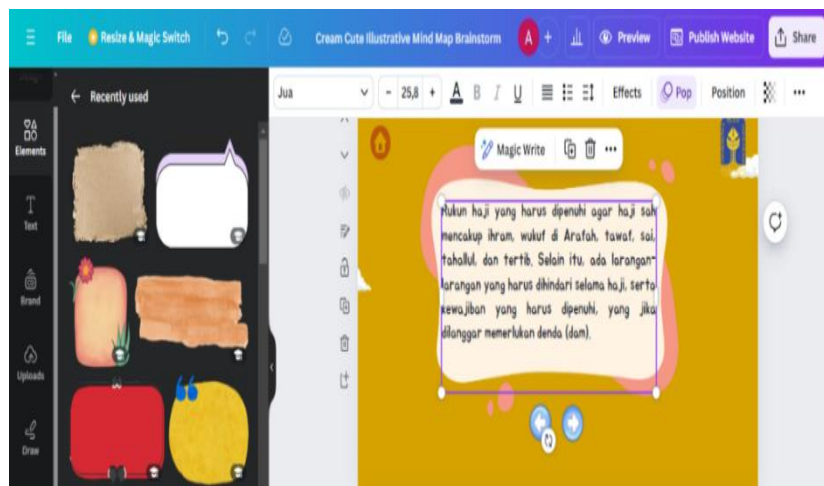 File
Resize & Magic Switch
Cream Cute Illustrative Mind Map Brainstorm
A
+
Preview
Publish Website
Share
Elements
Text
Brand
Uploads
Draw
← Recently used
Jua
- 25,8 +
A B I U
Effects
Pop
Position
Magic Write
Rukun haji yang harus dipenuhi agar haji sah
mencakup ihram, wukuf di Arafah, tawaf, sai,
tahallul, dan tertib. Selain itu, ada larangan-
larangan yang harus dihindari selama haji, serta
kewajiban yang harus dipenuhi, yang jika
dilanggar memerlukan denda (dam).